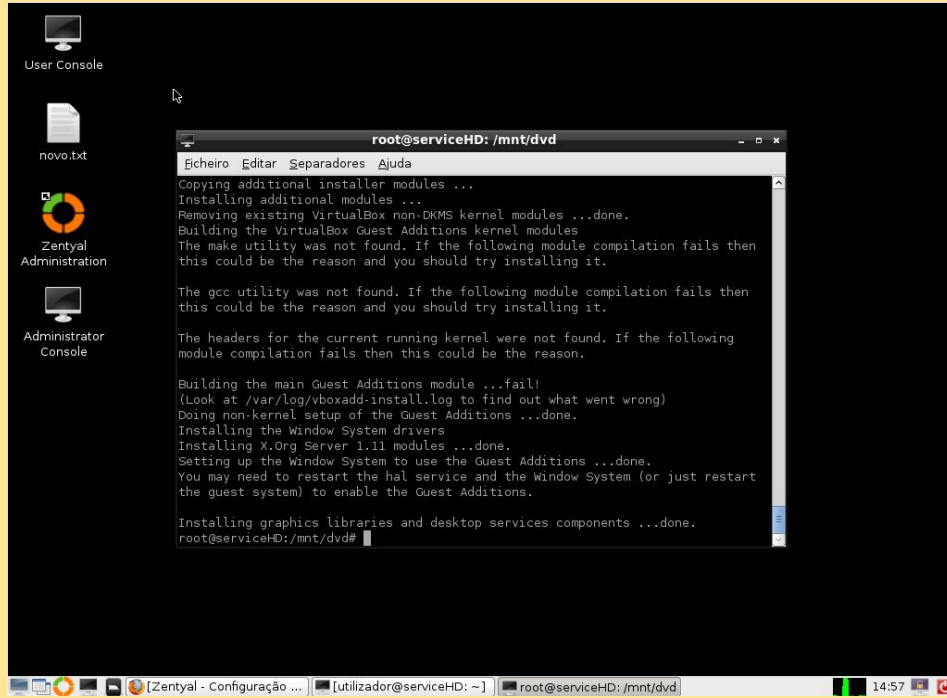 User Console
novo.txt
Zentyal
Administration
Administrator
Console
root@serviceHD: /mnt/dvd
Ficheiro Editar Separadores Ajuda
Copying additional installer modules ...
Installing additional modules ...
Removing existing VirtualBox non-DKMS kernel modules ...done.
Building the VirtualBox Guest Additions kernel modules
The make utility was not found. If the following module compilation fails then
this could be the reason and you should try installing it.
The gcc utility was not found. If the following module compilation fails then
this could be the reason and you should try installing it.
The headers for the current running kernel were not found. If the following
module compilation fails then this could be the reason.
Building the main Guest Additions module ...fail!
(Look at /var/log/vboxadd-install.log to find out what went wrong)
Doing non-kernel setup of the Guest Additions ...done.
Installing the Window System drivers
Installing X.Org Server 1.11 modules ...done.
Setting up the Window System to use the Guest Additions ...done.
You may need to restart the hal service and the Window System (or just restart
the guest system) to enable the Guest Additions.
Installing graphics libraries and desktop services components ...done.
root@serviceHD:/mnt/dvd#
[Zentyal - Configuração ... [utilizador@serviceHD: ~] root@serviceHD: /mnt/dvd 14:57